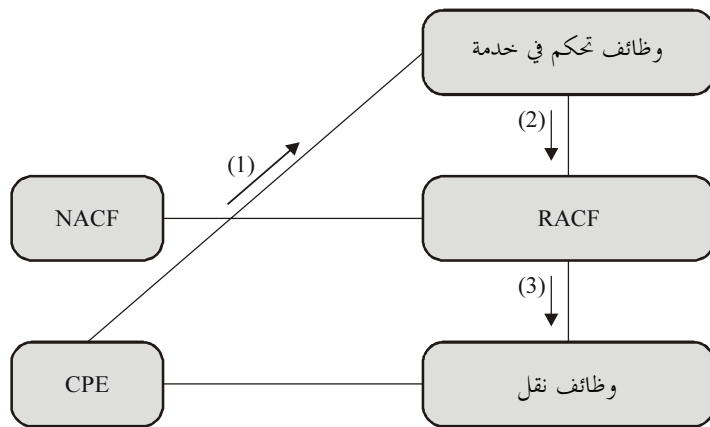 وظائف تحكم في خدمة
(2)
(1)
NACF
RACF
(3)
CPE
وظائف نقل